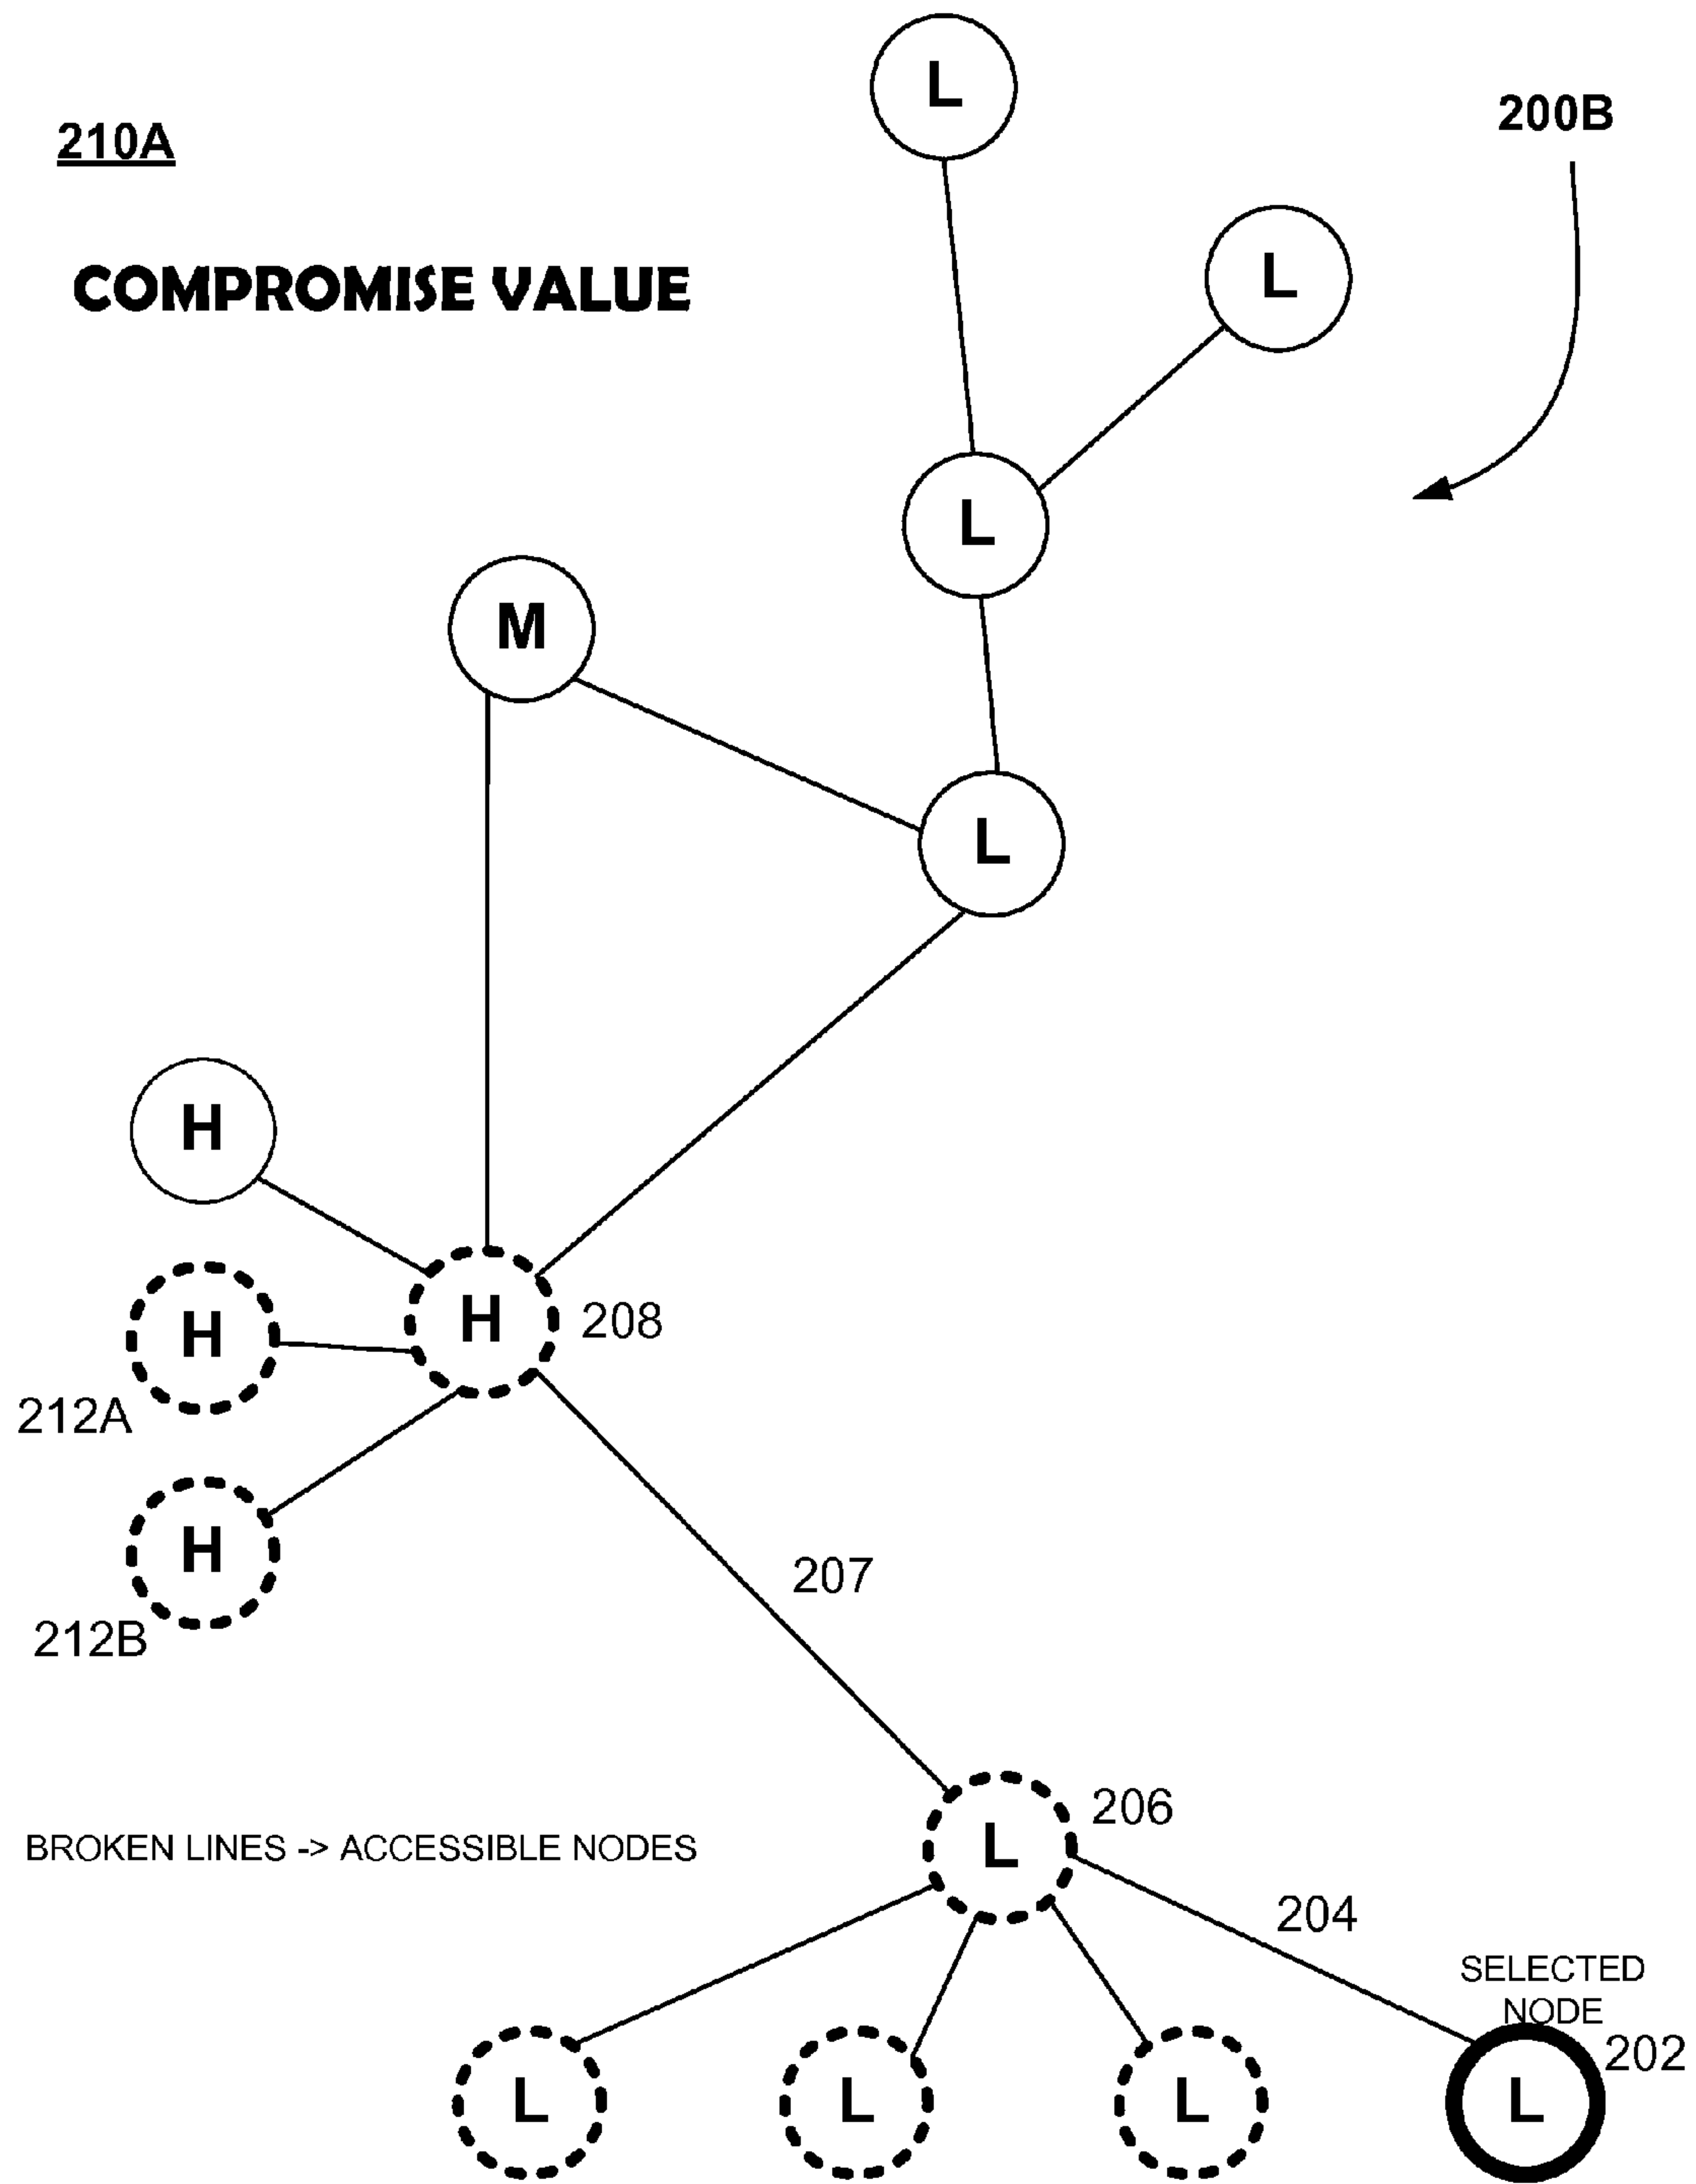 L
200B
210A
L
COMPROMISE VALUE
L
M
L
H
H
208
H
212A
H
207
212B
206
L
BROKEN LINES -> ACCESSIBLE NODES
204
SELECTED
NODE
202
L
L
L
L